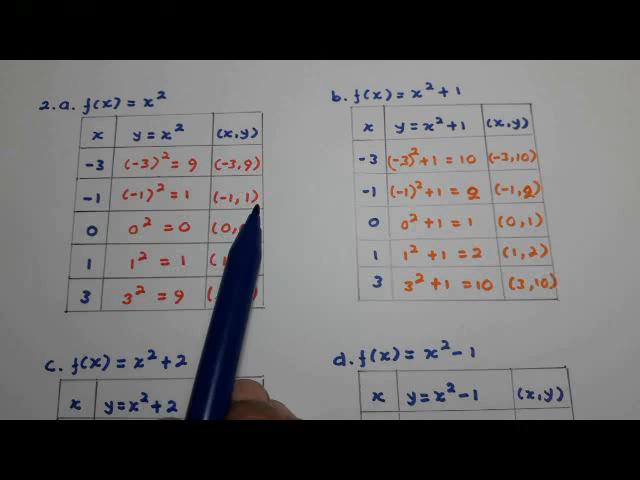 2.a. f(x) = x²
x y = x² (x,y)
-3 (-3)² = 9 (-3,9)
-1 (-1)² = 1 (-1,1)
0 0² = 0 (0,
1 1² = 1 (1
3 3² = 9 (
b. f(x) = x² + 1
x y = x² + 1 (x,y)
-3 (-3)² + 1 = 10 (-3,10)
-1 (-1)² + 1 = 2 (-1,2)
0 0² + 1 = 1 (0,1)
1 1² + 1 = 2 (1,2)
3 3² + 1 = 10 (3,10)
c. f(x) = x² + 2
x y = x² + 2
d. f(x) = x² - 1
x y = x² - 1 (x,y)